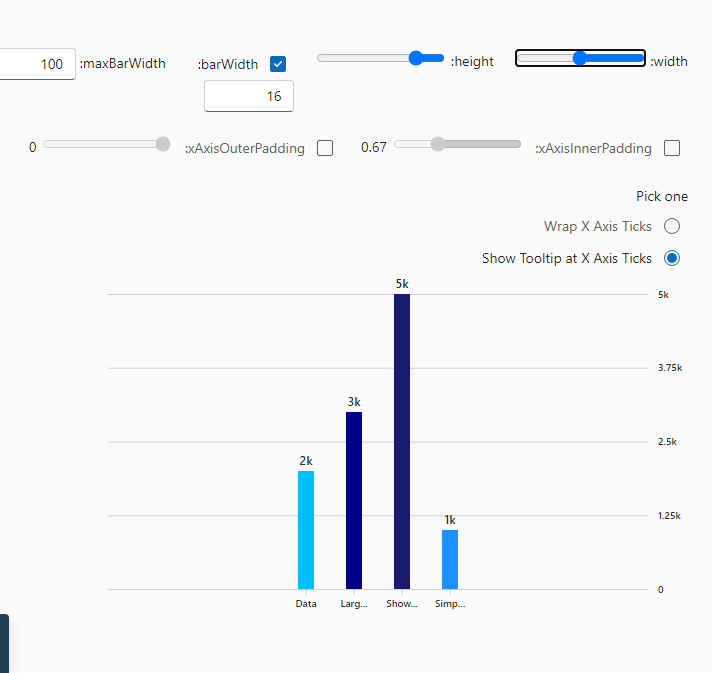 100 :maxBarWidth :barWidth :height :width
16
0 :xAxisOuterPadding 0.67 :xAxisInnerPadding
Pick one
Wrap X Axis Ticks
Show Tooltip at X Axis Ticks
5k
5k
3.75k
3k
2.5k
2k
1.25k
1k
0
Data Larg... Show... Simp...